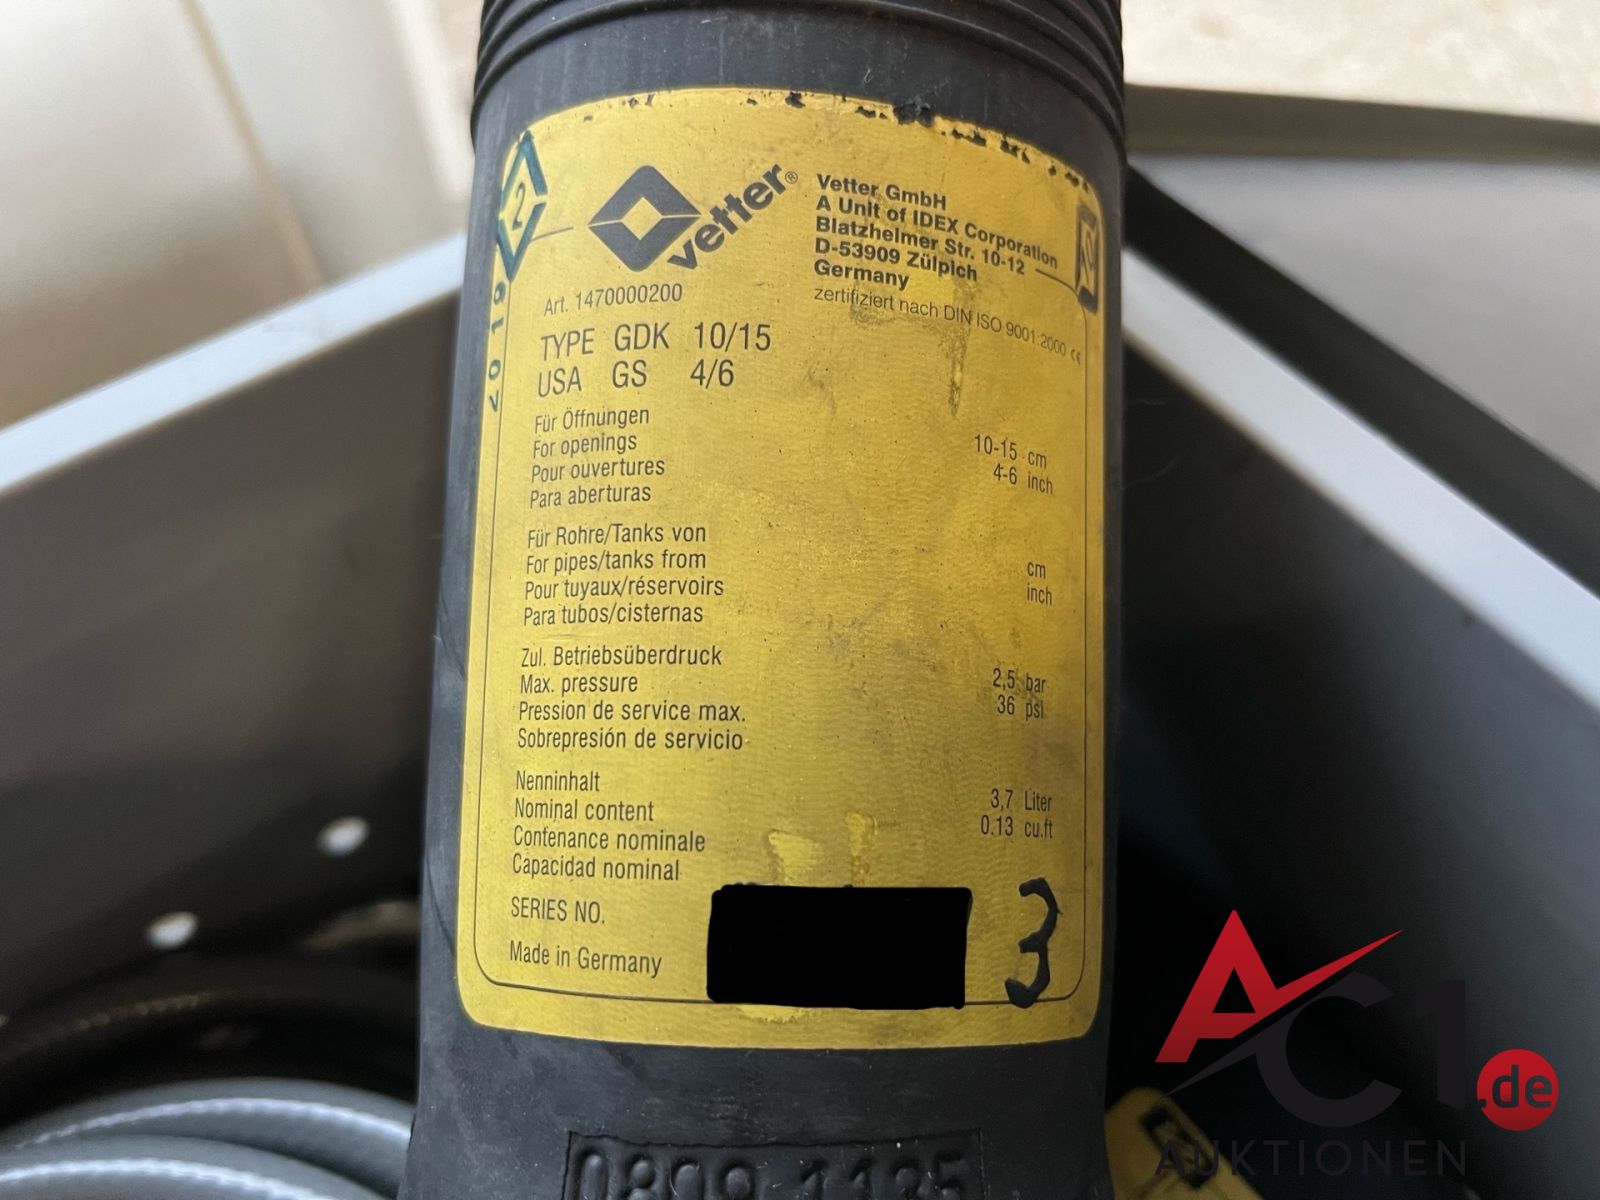 vetter®
Vetter GmbH
A Unit of IDEX Corporation
Blatzheimer Str. 10-12
D-53909 Zülpich
Germany
zertifiziert nach DIN ISO 9001:2000 CE
2
2
2019
Art. 1470000200
TYPE GDK 10/15
USA GS 4/6
Für Öffnungen
For openings 10-15 cm
Pour ouvertures 4-6 inch
Para aberturas
Für Rohre/Tanks von
For pipes/tanks from cm
Pour tuyaux/réservoirs inch
Para tubos/cisternas
Zul. Betriebsüberdruck
Max. pressure 2,5 bar
Pression de service max. 36 psi
Sobrepresión de servicio
Nenninhalt
Nominal content 3,7 Liter
Contenance nominale 0.13 cu.ft
Capacidad nominal
SERIES NO.
3
Made in Germany
AC1.de
AUKTIONEN